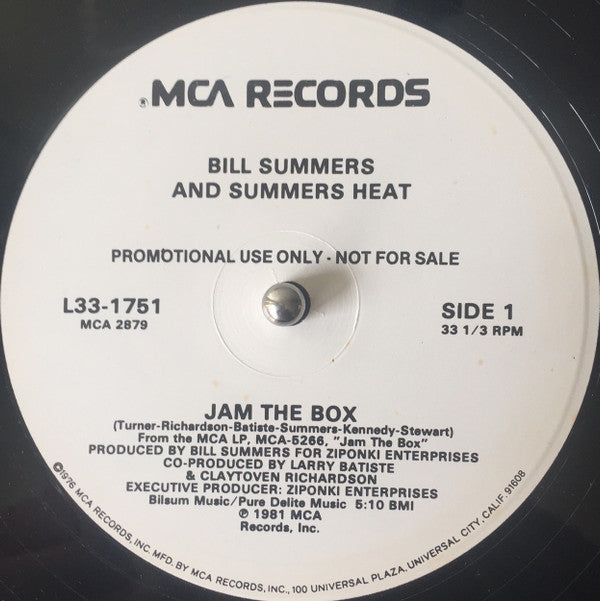 MCA RECORDS
BILL SUMMERS
AND SUMMERS HEAT
PROMOTIONAL USE ONLY - NOT FOR SALE
L33-1751
MCA 2879
SIDE 1
33 1/3 RPM
JAM THE BOX
(Turner-Richardson-Batiste-Summers-Kennedy-Stewart)
From the MCA LP, MCA-5266, "Jam The Box"
PRODUCED BY BILL SUMMERS FOR ZIPONKI ENTERPRISES
CO-PRODUCED BY LARRY BATISTE
& CLAYTOVEN RICHARDSON
EXECUTIVE PRODUCER: ZIPONKI ENTERPRISES
Bilsum Music/Pure Delite Music 5:10 BMI
℗ 1981 MCA
Records, Inc.
©1976 MCA RECORDS, INC. MFD. BY MCA RECORDS, INC., 100 UNIVERSAL PLAZA, UNIVERSAL CITY, CALIF. 91608